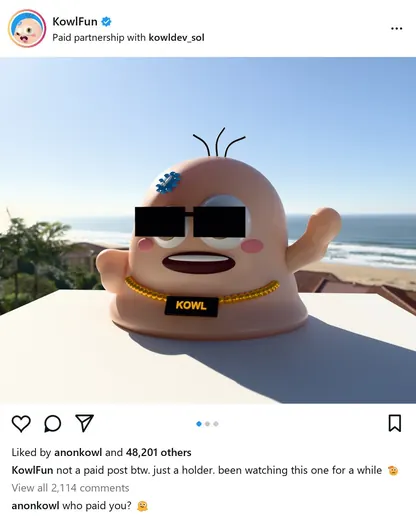 KowlFun
Paid partnership with kowldev_sol
KOWL
Liked by anonkowl and 48,201 others
KowlFun not a paid post btw. just a holder. been watching this one for a while 🫡
View all 2,114 comments
anonkowl who paid you? 🤗